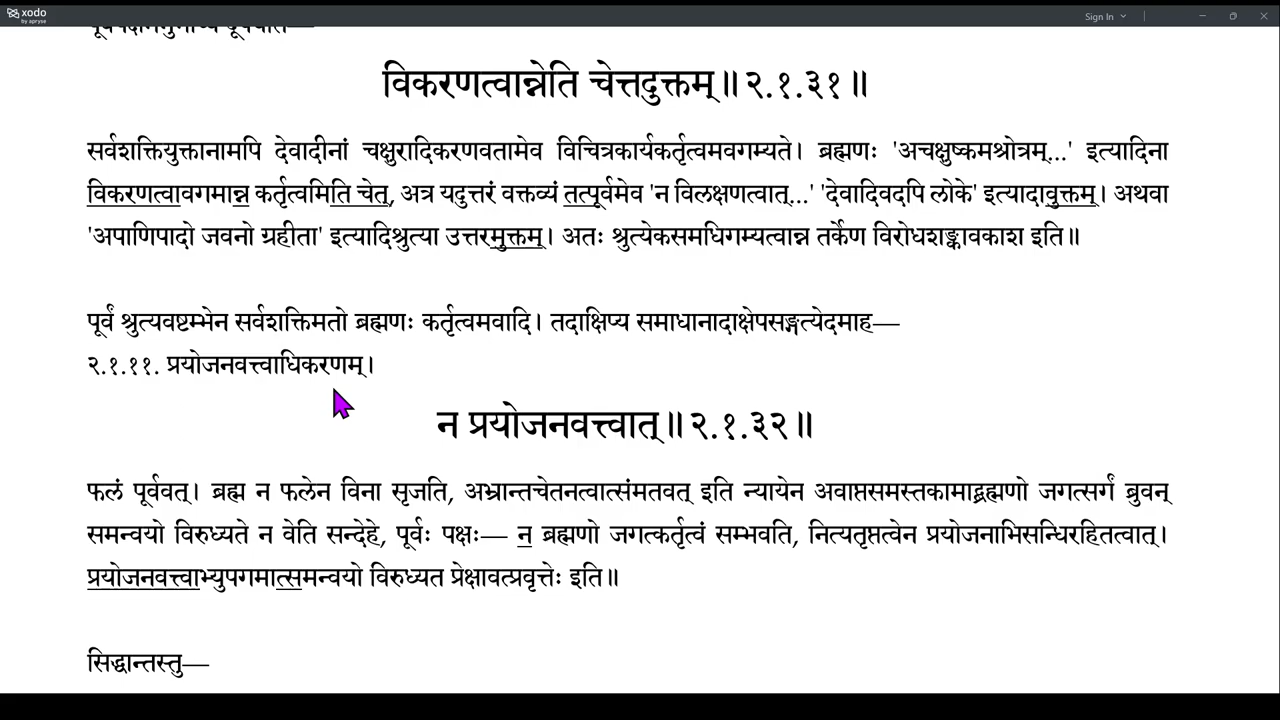 xodo
by apryse
Sign In
विकरणत्वान्नेति चेत्तदुक्तम्॥२.१.३१॥
सर्वशक्तियुक्तानामपि देवादीनां चक्षुरादिकरणवतामेव विचित्रकार्यकर्तृत्वमवगम्यते। ब्रह्मणः 'अचक्षुष्कमश्रोत्रम्...' इत्यादिना
विकरणत्वावगमान्न कर्तृत्वमिति चेत्, अत्र यदुत्तरं वक्तव्यं तत्पूर्वमेव 'न विलक्षणत्वात्...' 'देवादिवदपि लोके' इत्यादावुक्तम्। अथवा
'अपाणिपादो जवनो ग्रहीता' इत्यादिश्रुत्या उत्तरमुक्तम्। अतः श्रुत्येकसमधिगम्यत्वान्न तर्केण विरोधशङ्कावकाश इति॥
पूर्वं श्रुत्यवष्टम्भेन सर्वशक्तिमतो ब्रह्मणः कर्तृत्वमवादि। तदाक्षिप्य समाधानादाक्षेपसङ्गत्येदमाह—
२.१.११. प्रयोजनवत्त्वाधिकरणम्।
न प्रयोजनवत्त्वात्॥२.१.३२॥
फलं पूर्ववत्। ब्रह्म न फलेन विना सृजति, अभ्रान्तचेतनत्वात्संमतवत् इति न्यायेन अवाप्तसमस्तकामाद्ब्रह्मणो जगत्सर्गं ब्रुवन्
समन्वयो विरुध्यते न वेति सन्देहे, पूर्वः पक्षः— न ब्रह्मणो जगत्कर्तृत्वं सम्भवति, नित्यतृप्तत्वेन प्रयोजनाभिसन्धिरहितत्वात्।
प्रयोजनवत्त्वाभ्युपगमात्समन्वयो विरुध्यत प्रेक्षावत्प्रवृत्तेः इति॥
सिद्धान्तस्तु—